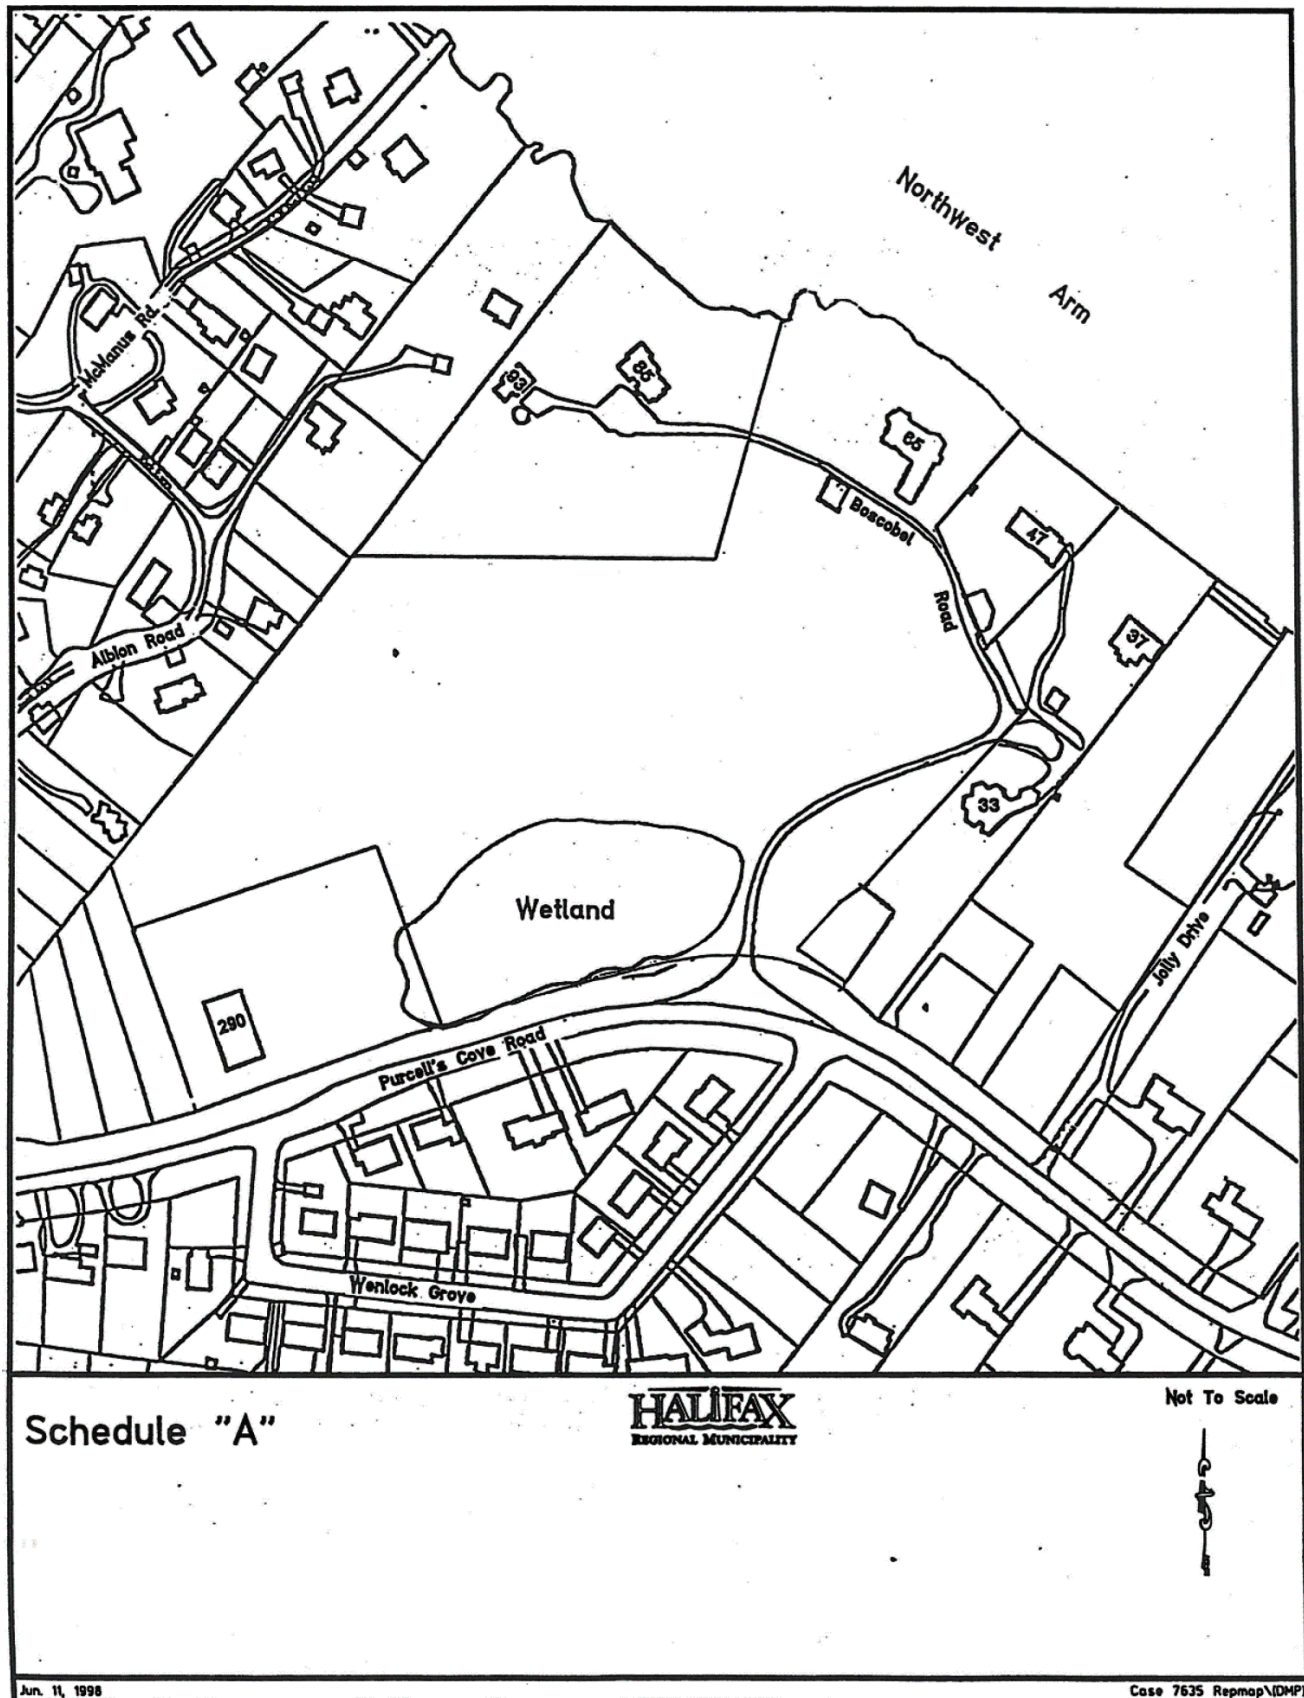 Northwest
Arm
McManus Rd.
93
85
65
Boscobel
Road
47
37
Albion Road
33
Wetland
Jolly Drive
290
Purcell's Cove Road
Wenlock Grove
Schedule "A"
HALIFAX
REGIONAL MUNICIPALITY
Not To Scale
Jun. 11, 1998
Case 7635 Repmap\(DMP)